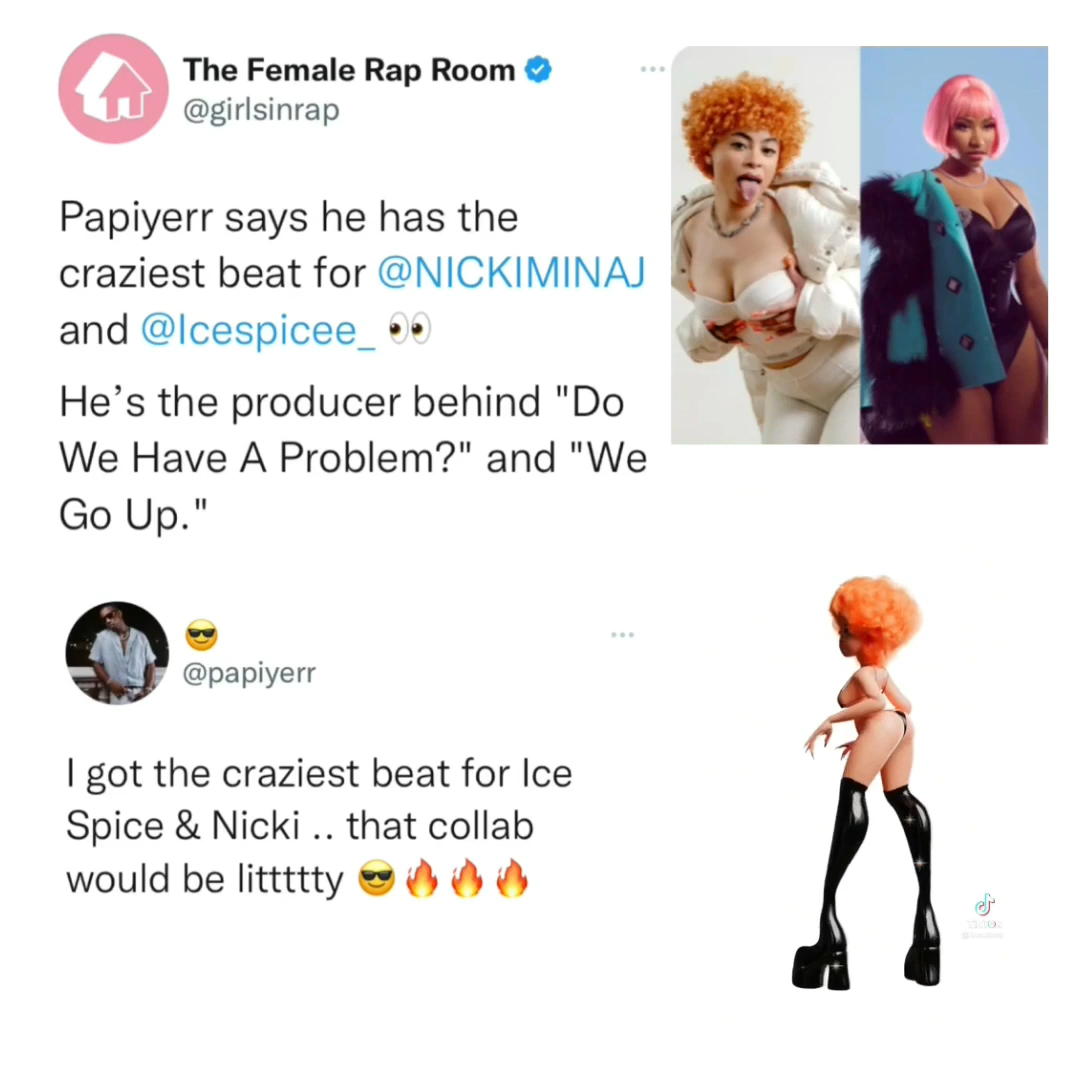 The Female Rap Room
@girlsinrap
Papiyerr says he has the
craziest beat for @NICKIMINAJ
and @Icespicee_ 👀
He’s the producer behind "Do
We Have A Problem?" and "We
Go Up."
😎
@papiyerr
I got the craziest beat for Ice
Spice & Nicki .. that collab
would be litttttty 😎🔥🔥🔥
TikTok